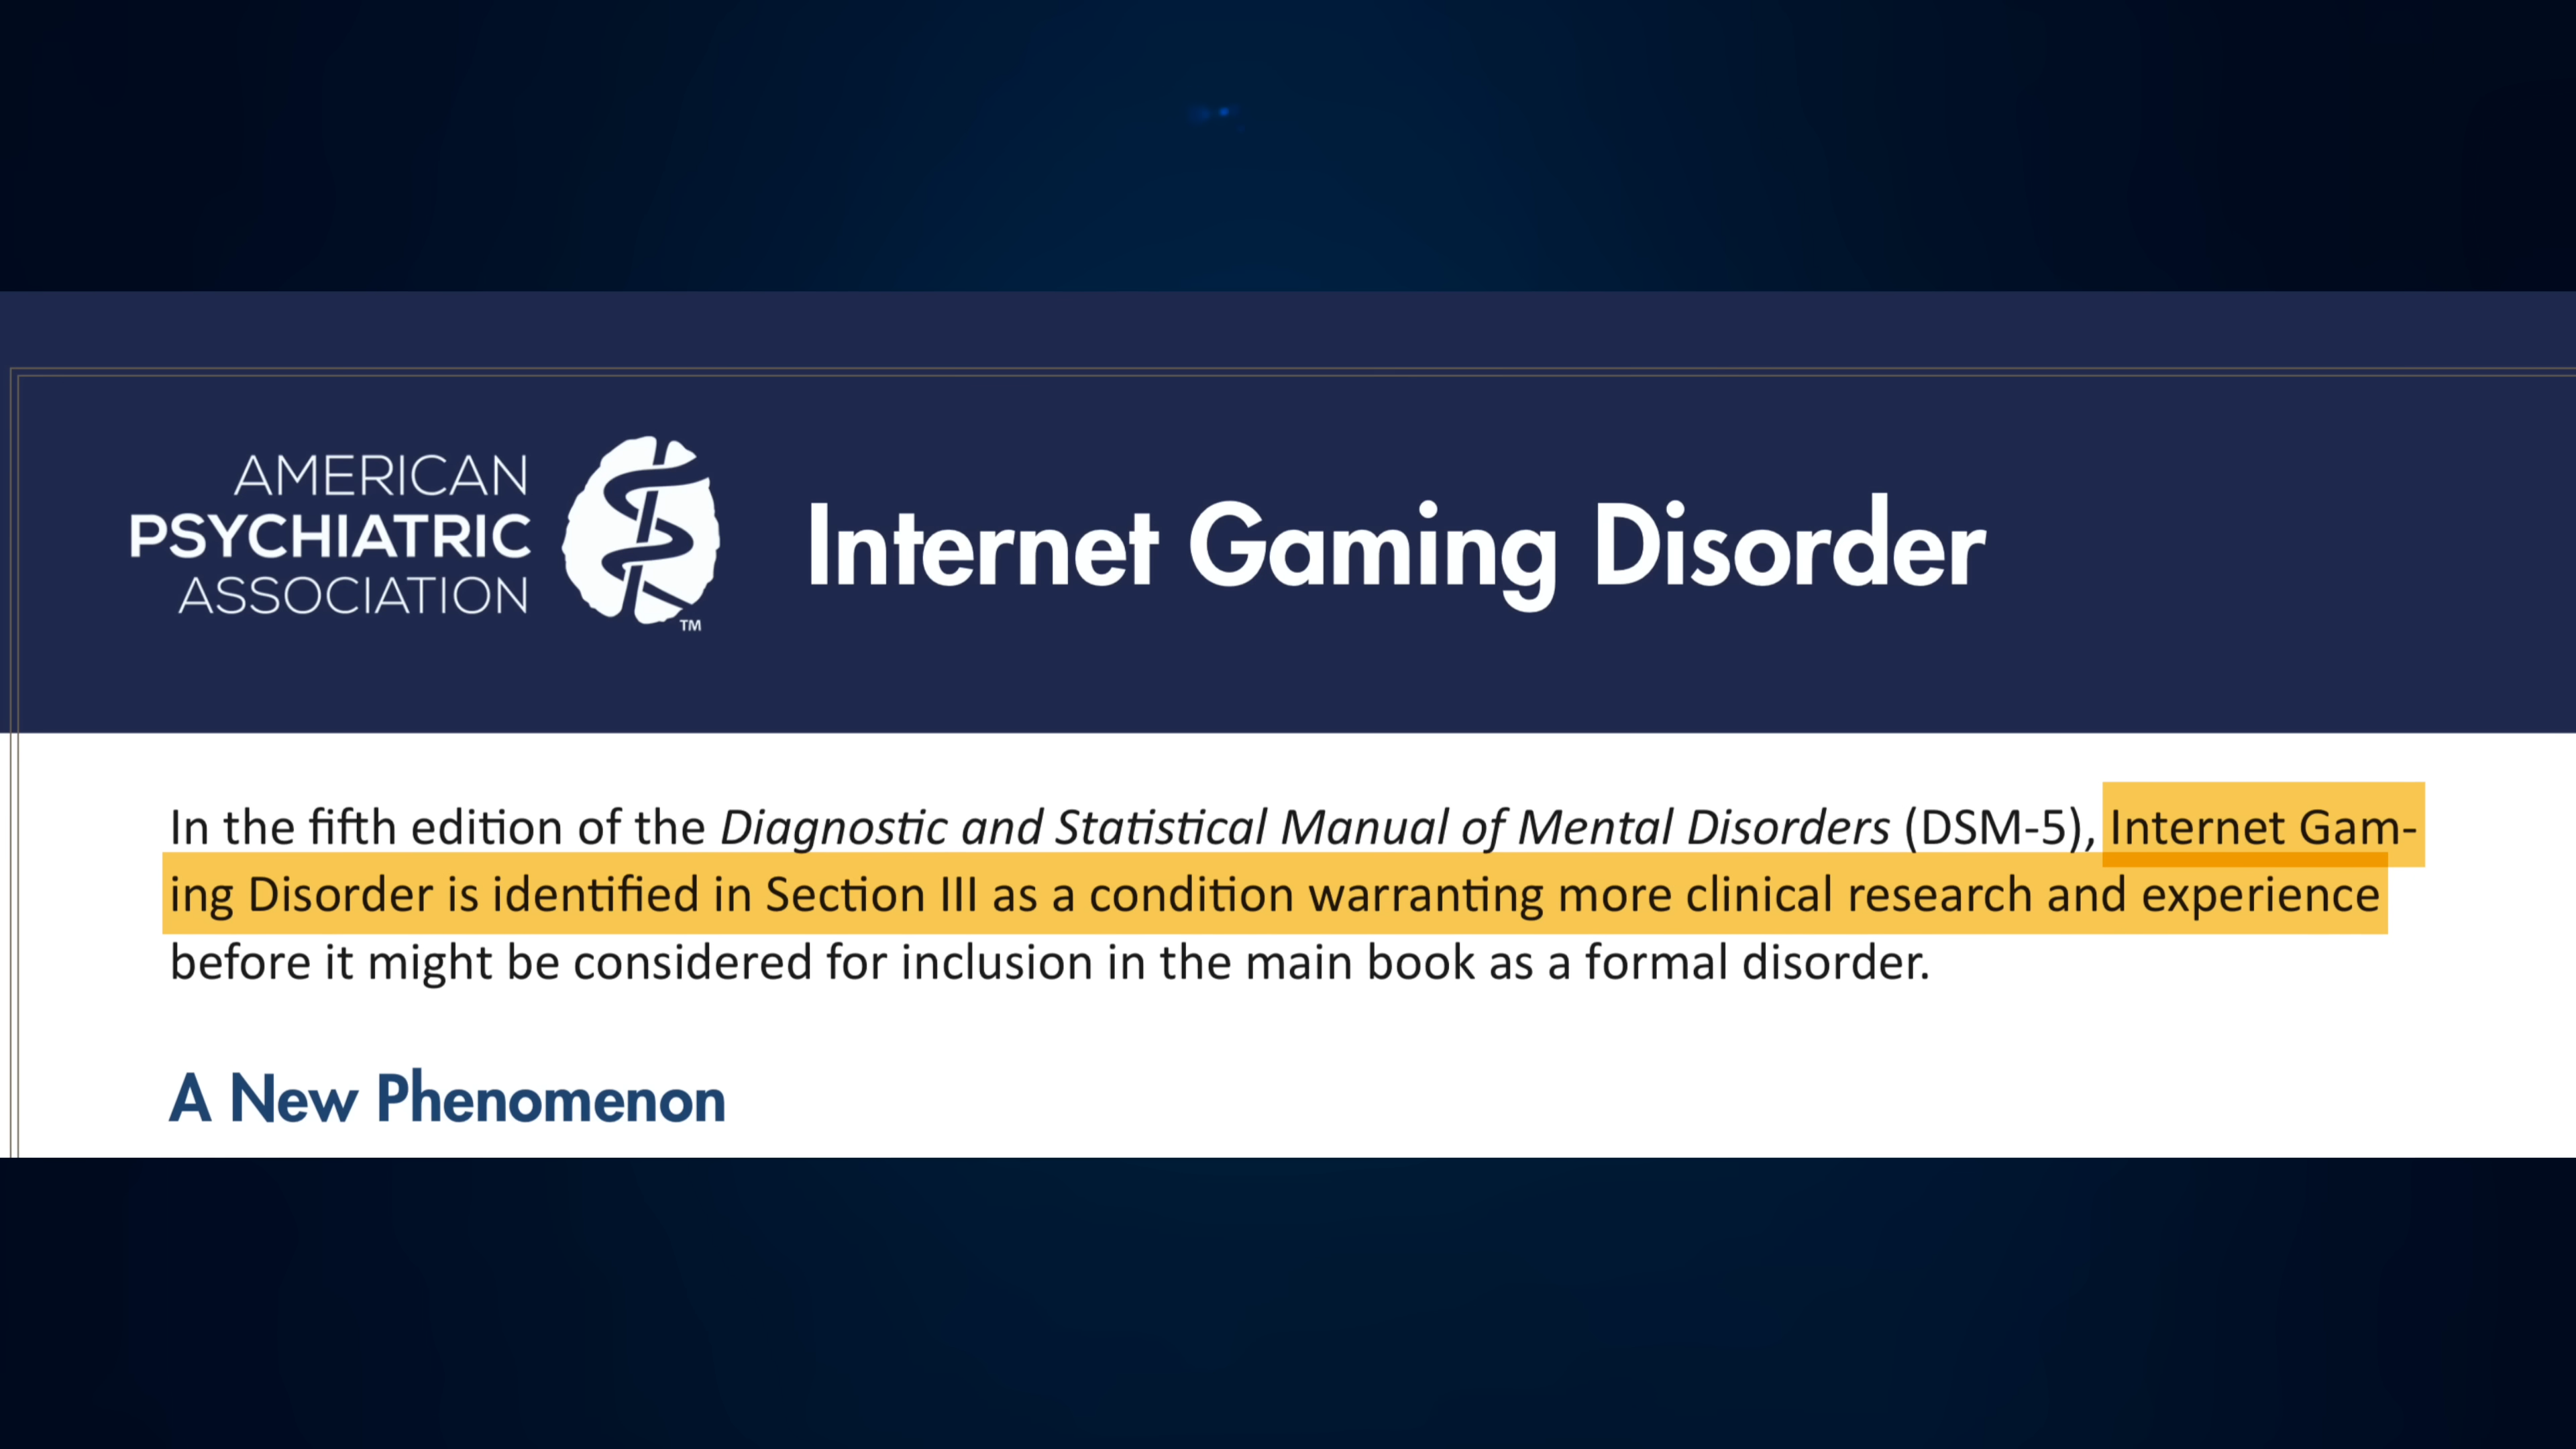 AMERICAN
PSYCHIATRIC
ASSOCIATION
TM
Internet Gaming Disorder
In the fifth edition of the Diagnostic and Statistical Manual of Mental Disorders (DSM-5), Internet Gam-
ing Disorder is identified in Section III as a condition warranting more clinical research and experience
before it might be considered for inclusion in the main book as a formal disorder.
A New Phenomenon